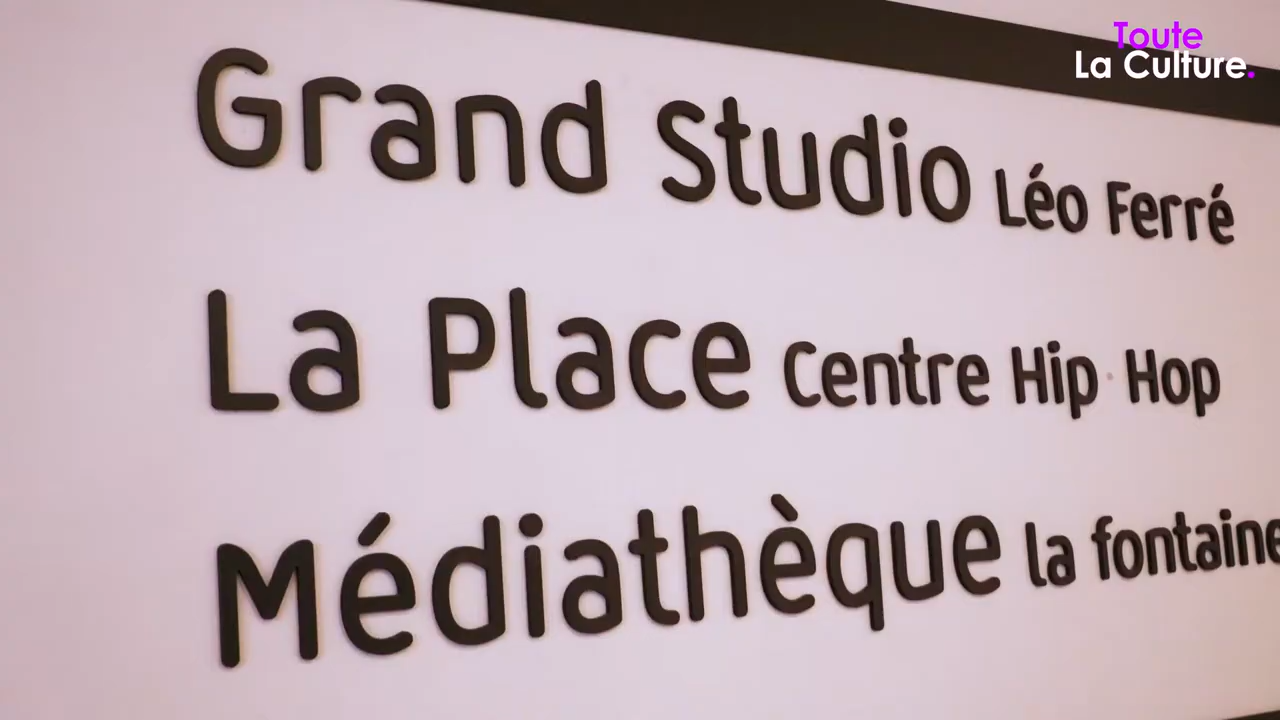 Toute
La Culture.
Grand Studio Léo Ferré
La Place Centre Hip·Hop
Médiathèque la fontaine